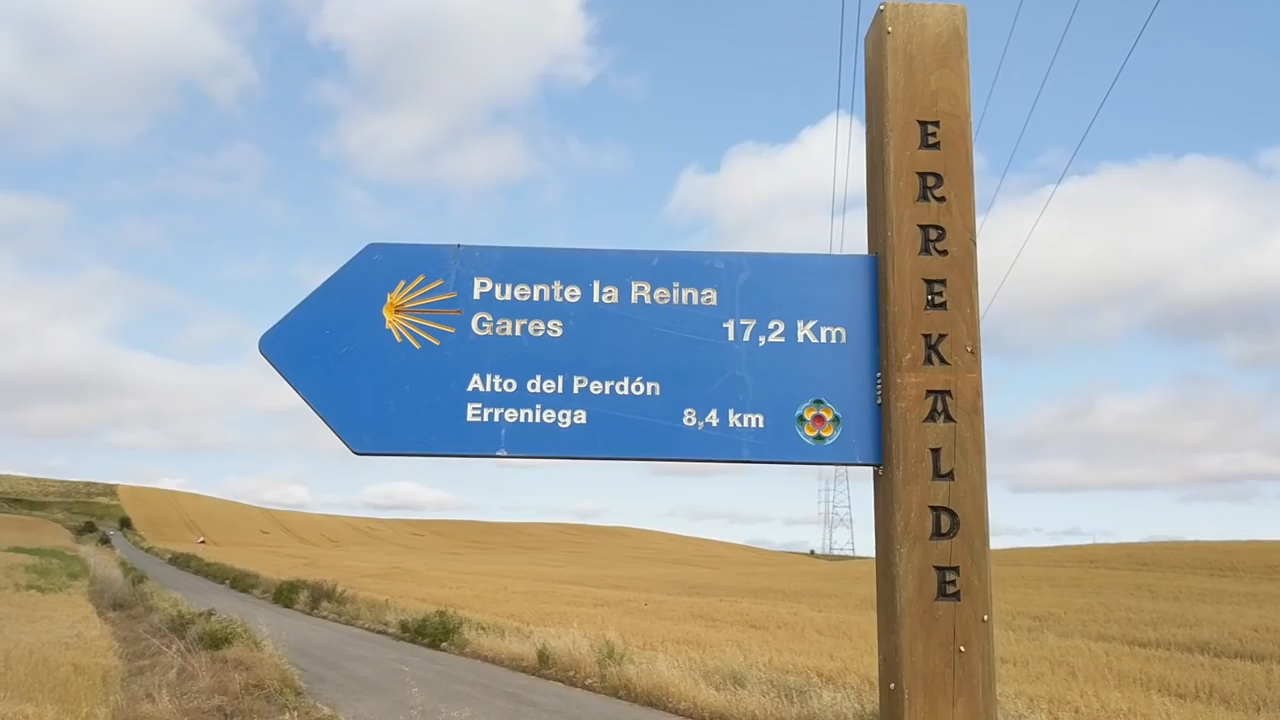 Puente la Reina
Gares 17,2 Km
Alto del Perdón
Erreniega 8,4 km
ERREKALDE